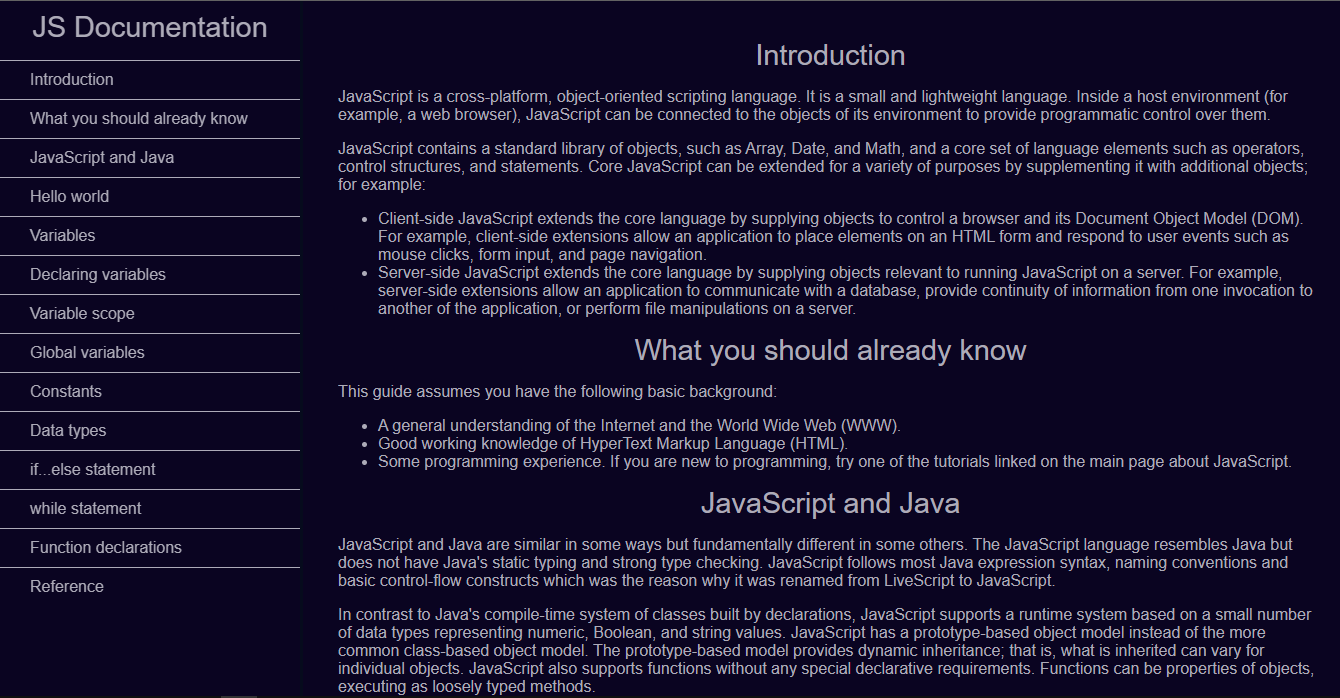 JS Documentation
Introduction
What you should already know
JavaScript and Java
Hello world
Variables
Declaring variables
Variable scope
Global variables
Constants
Data types
if...else statement
while statement
Function declarations
Reference
Introduction
JavaScript is a cross-platform, object-oriented scripting language. It is a small and lightweight language. Inside a host environment (for
example, a web browser), JavaScript can be connected to the objects of its environment to provide programmatic control over them.
JavaScript contains a standard library of objects, such as Array, Date, and Math, and a core set of language elements such as operators,
control structures, and statements. Core JavaScript can be extended for a variety of purposes by supplementing it with additional objects;
for example:
• Client-side JavaScript extends the core language by supplying objects to control a browser and its Document Object Model (DOM).
For example, client-side extensions allow an application to place elements on an HTML form and respond to user events such as
mouse clicks, form input, and page navigation.
• Server-side JavaScript extends the core language by supplying objects relevant to running JavaScript on a server. For example,
server-side extensions allow an application to communicate with a database, provide continuity of information from one invocation to
another of the application, or perform file manipulations on a server.
What you should already know
This guide assumes you have the following basic background:
• A general understanding of the Internet and the World Wide Web (WWW).
• Good working knowledge of HyperText Markup Language (HTML).
• Some programming experience. If you are new to programming, try one of the tutorials linked on the main page about JavaScript.
JavaScript and Java
JavaScript and Java are similar in some ways but fundamentally different in some others. The JavaScript language resembles Java but
does not have Java's static typing and strong type checking. JavaScript follows most Java expression syntax, naming conventions and
basic control-flow constructs which was the reason why it was renamed from LiveScript to JavaScript.
In contrast to Java's compile-time system of classes built by declarations, JavaScript supports a runtime system based on a small number
of data types representing numeric, Boolean, and string values. JavaScript has a prototype-based object model instead of the more
common class-based object model. The prototype-based model provides dynamic inheritance; that is, what is inherited can vary for
individual objects. JavaScript also supports functions without any special declarative requirements. Functions can be properties of objects,
executing as loosely typed methods.